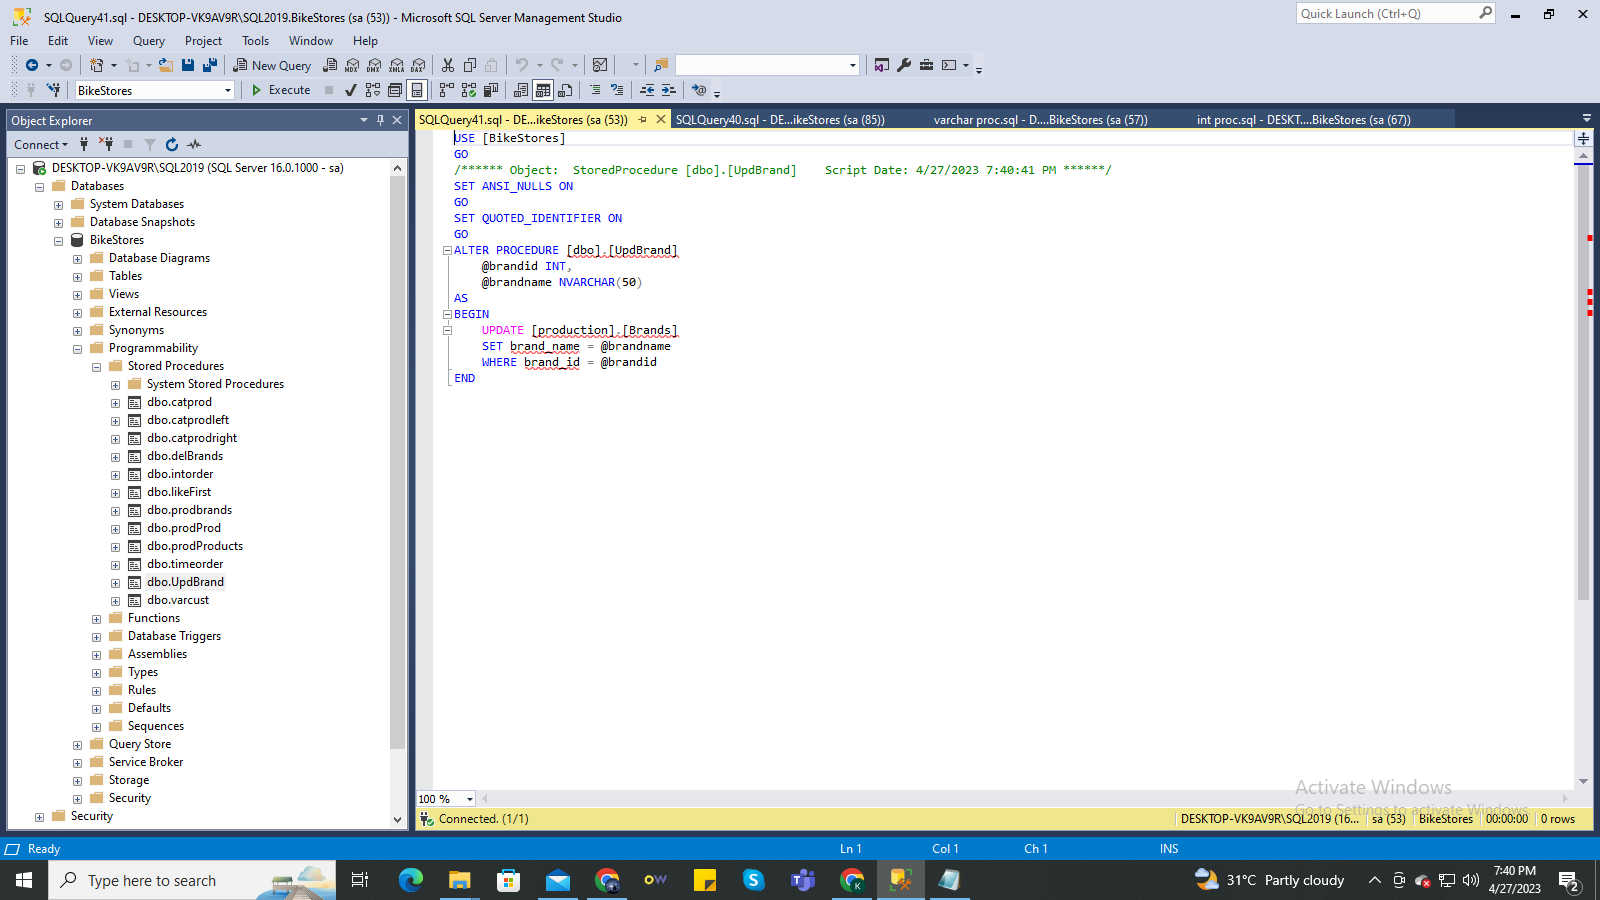 SQLQuery41.sql - DESKTOP-VK9AV9R\SQL2019.BikeStores (sa (53)) - Microsoft SQL Server Management Studio
Quick Launch (Ctrl+Q)
File Edit View Query Project Tools Window Help
New Query MDX DMX XMLA DAX
BikeStores Execute
Object Explorer
Connect
DESKTOP-VK9AV9R\SQL2019 (SQL Server 16.0.1000 - sa)
Databases
System Databases
Database Snapshots
BikeStores
Database Diagrams
Tables
Views
External Resources
Synonyms
Programmability
Stored Procedures
System Stored Procedures
dbo.catprod
dbo.catprodleft
dbo.catprodright
dbo.delBrands
dbo.intorder
dbo.likeFirst
dbo.prodbrands
dbo.prodProd
dbo.prodProducts
dbo.timeorder
dbo.UpdBrand
dbo.varcust
Functions
Database Triggers
Assemblies
Types
Rules
Defaults
Sequences
Query Store
Service Broker
Storage
Security
Security
SQLQuery41.sql - DE...ikeStores (sa (53)) SQLQuery40.sql - DE...ikeStores (sa (85)) varchar proc.sql - D....BikeStores (sa (57)) int proc.sql - DESKT....BikeStores (sa (67))
USE [BikeStores]
GO
/****** Object:  StoredProcedure [dbo].[UpdBrand]    Script Date: 4/27/2023 7:40:41 PM ******/
SET ANSI_NULLS ON
GO
SET QUOTED_IDENTIFIER ON
GO
ALTER PROCEDURE [dbo].[UpdBrand]
@brandid INT,
@brandname NVARCHAR(50)
AS
BEGIN
UPDATE [production].[Brands]
SET brand_name = @brandname
WHERE brand_id = @brandid
END
100 %
Activate Windows
Go to Settings to activate Windows.
Connected. (1/1) DESKTOP-VK9AV9R\SQL2019 (16... sa (53) BikeStores 00:00:00 0 rows
Ready Ln 1 Col 1 Ch 1 INS
Type here to search 31°C Partly cloudy 7:40 PM
4/27/2023 2